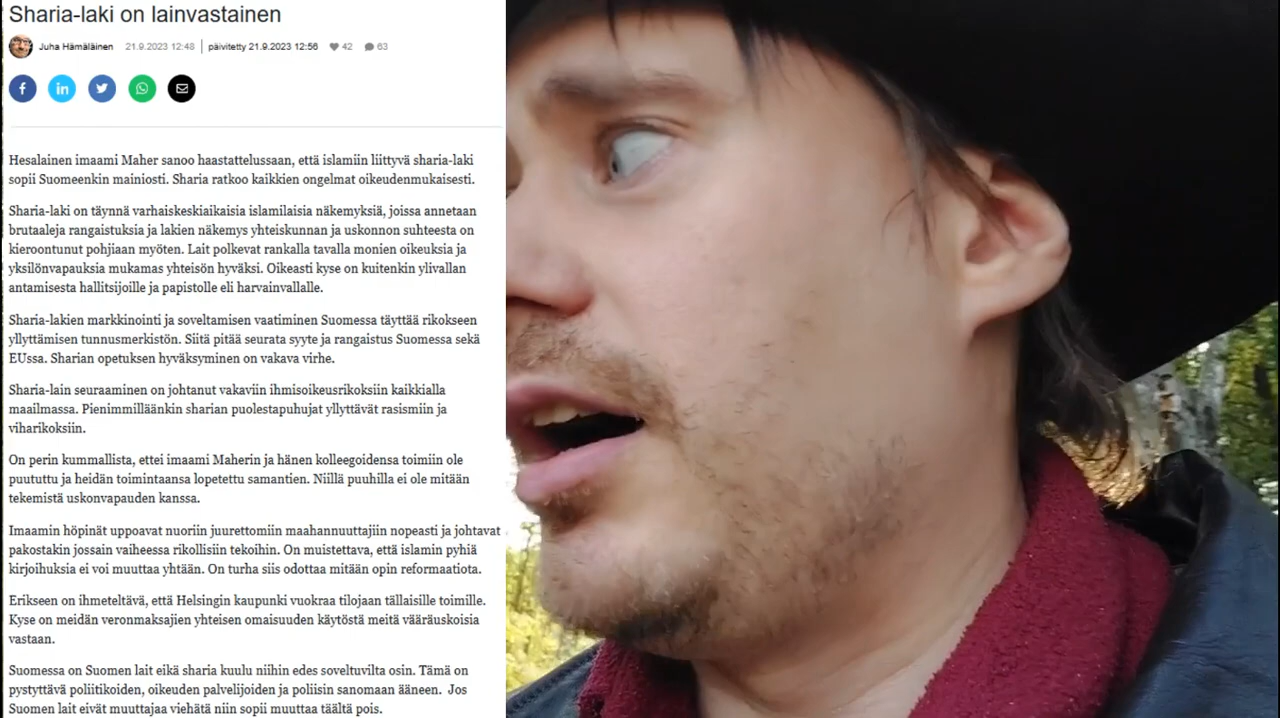 Sharia-laki on lainvastainen
Juha Hämäläinen 21.9.2023 12:48 päivitetty 21.9.2023 12:56 42 63
Hesalainen imaami Maher sanoo haastattelussaan, että islamiin liittyvä sharia-laki
sopii Suomeenkin mainiosti. Sharia ratkoo kaikkien ongelmat oikeudenmukaisesti.
Sharia-laki on täynnä varhaiskeskiaikaisia islamilaisia näkemyksiä, joissa annetaan
brutaaleja rangaistuksia ja lakien näkemys yhteiskunnan ja uskonnon suhteesta on
kieroontunut pohjiaan myöten. Lait polkevat rankalla tavalla monien oikeuksia ja
yksilönvapauksia mukamas yhteisön hyväksi. Oikeasti kyse on kuitenkin ylivallan
antamisesta hallitsijoille ja papistolle eli harvainvallalle.
Sharia-lakien markkinointi ja soveltamisen vaatiminen Suomessa täyttää rikokseen
yllyttämisen tunnusmerkistön. Siitä pitää seurata syyte ja rangaistus Suomessa sekä
EUssa. Sharian opetuksen hyväksyminen on vakava virhe.
Sharia-lain seuraaminen on johtanut vakaviin ihmisoikeusrikoksiin kaikkialla
maailmassa. Pienimmilläänkin sharian puolestapuhujat yllyttävät rasismiin ja
viharikoksiin.
On perin kummallista, ettei imaami Maherin ja hänen kolleegoidensa toimiin ole
puututtu ja heidän toimintaansa lopetettu samantien. Niillä puuhilla ei ole mitään
tekemistä uskonvapauden kanssa.
Imaamin höpinät uppoavat nuoriin juurettomiin maahannuuttajiin nopeasti ja johtavat
pakostakin jossain vaiheessa rikollisiin tekoihin. On muistettava, että islamin pyhiä
kirjoihuksia ei voi muuttaa yhtään. On turha siis odottaa mitään opin reformaatiota.
Erikseen on ihmeteltävä, että Helsingin kaupunki vuokraa tilojaan tällaisille toimille.
Kyse on meidän veronmaksajien yhteisen omaisuuden käytöstä meitä vääräuskoisia
vastaan.
Suomessa on Suomen lait eikä sharia kuulu niihin edes soveltuvilta osin. Tämä on
pystyttävä poliitikoiden, oikeuden palvelijoiden ja poliisin sanomaan ääneen. Jos
Suomen lait eivät muuttajaa viehätä niin sopii muuttaa täältä pois.